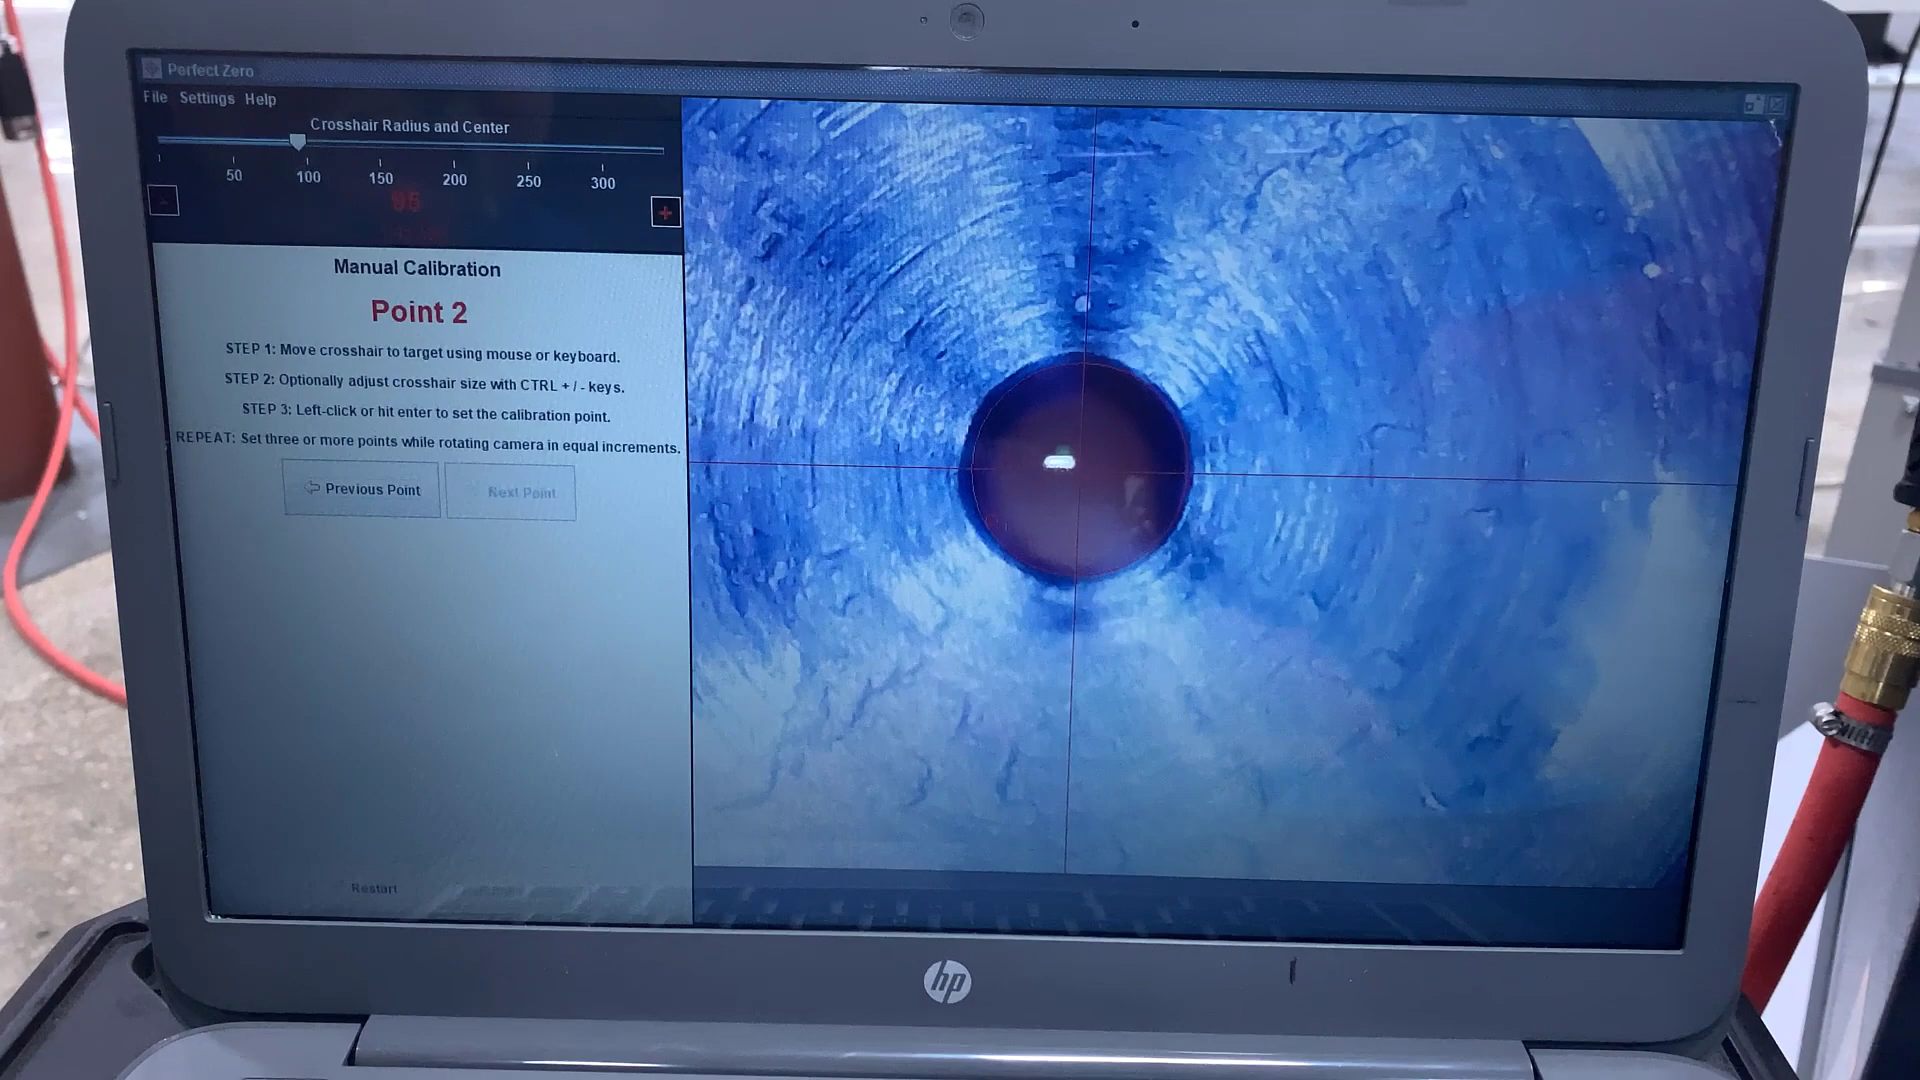 Perfect Zero
File Settings Help
Crosshair Radius and Center
1 50 100 150 200 250 300
- 95 +
Manual Calibration
Point 2
STEP 1: Move crosshair to target using mouse or keyboard.
STEP 2: Optionally adjust crosshair size with CTRL + / - keys.
STEP 3: Left-click or hit enter to set the calibration point.
REPEAT: Set three or more points while rotating camera in equal increments.
Previous Point Next Point
Restart
hp